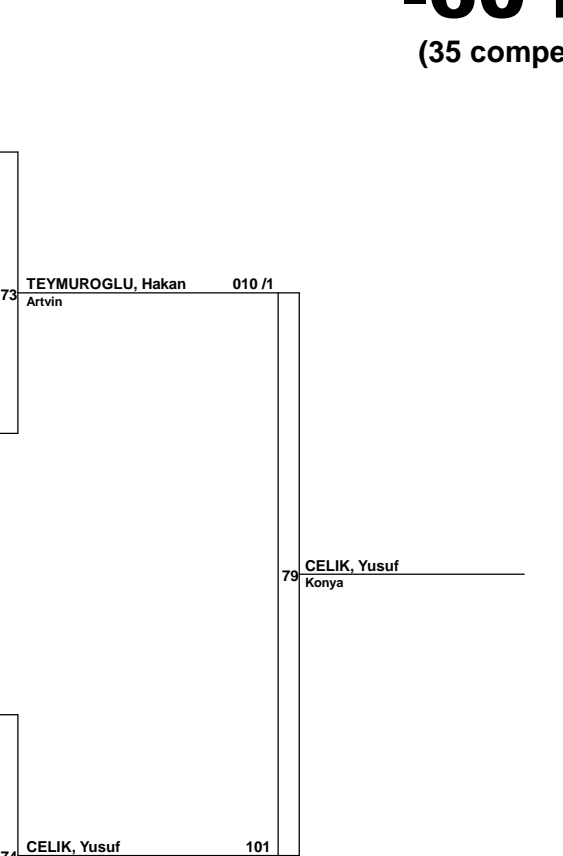 (35 compe
TEYMUROGLU, Hakan 010 /1
73
Artvin
CELIK, Yusuf
79
Konya
CELIK, Yusuf 101
74